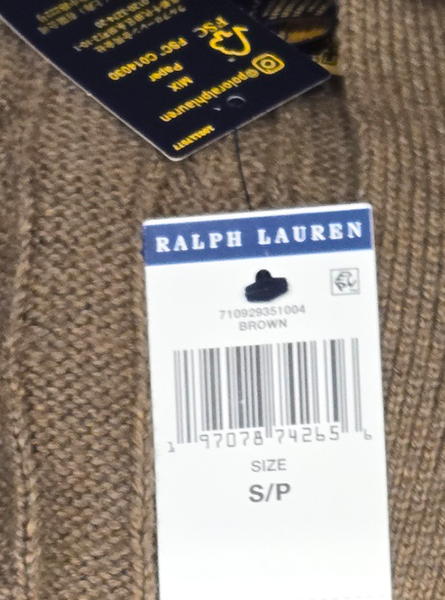 @poloralphlauren
FSC
MIX
Paper
FSC® C014030
RALPH LAUREN
710929351004
BROWN
1 97078 74265 6
SIZE
S/P